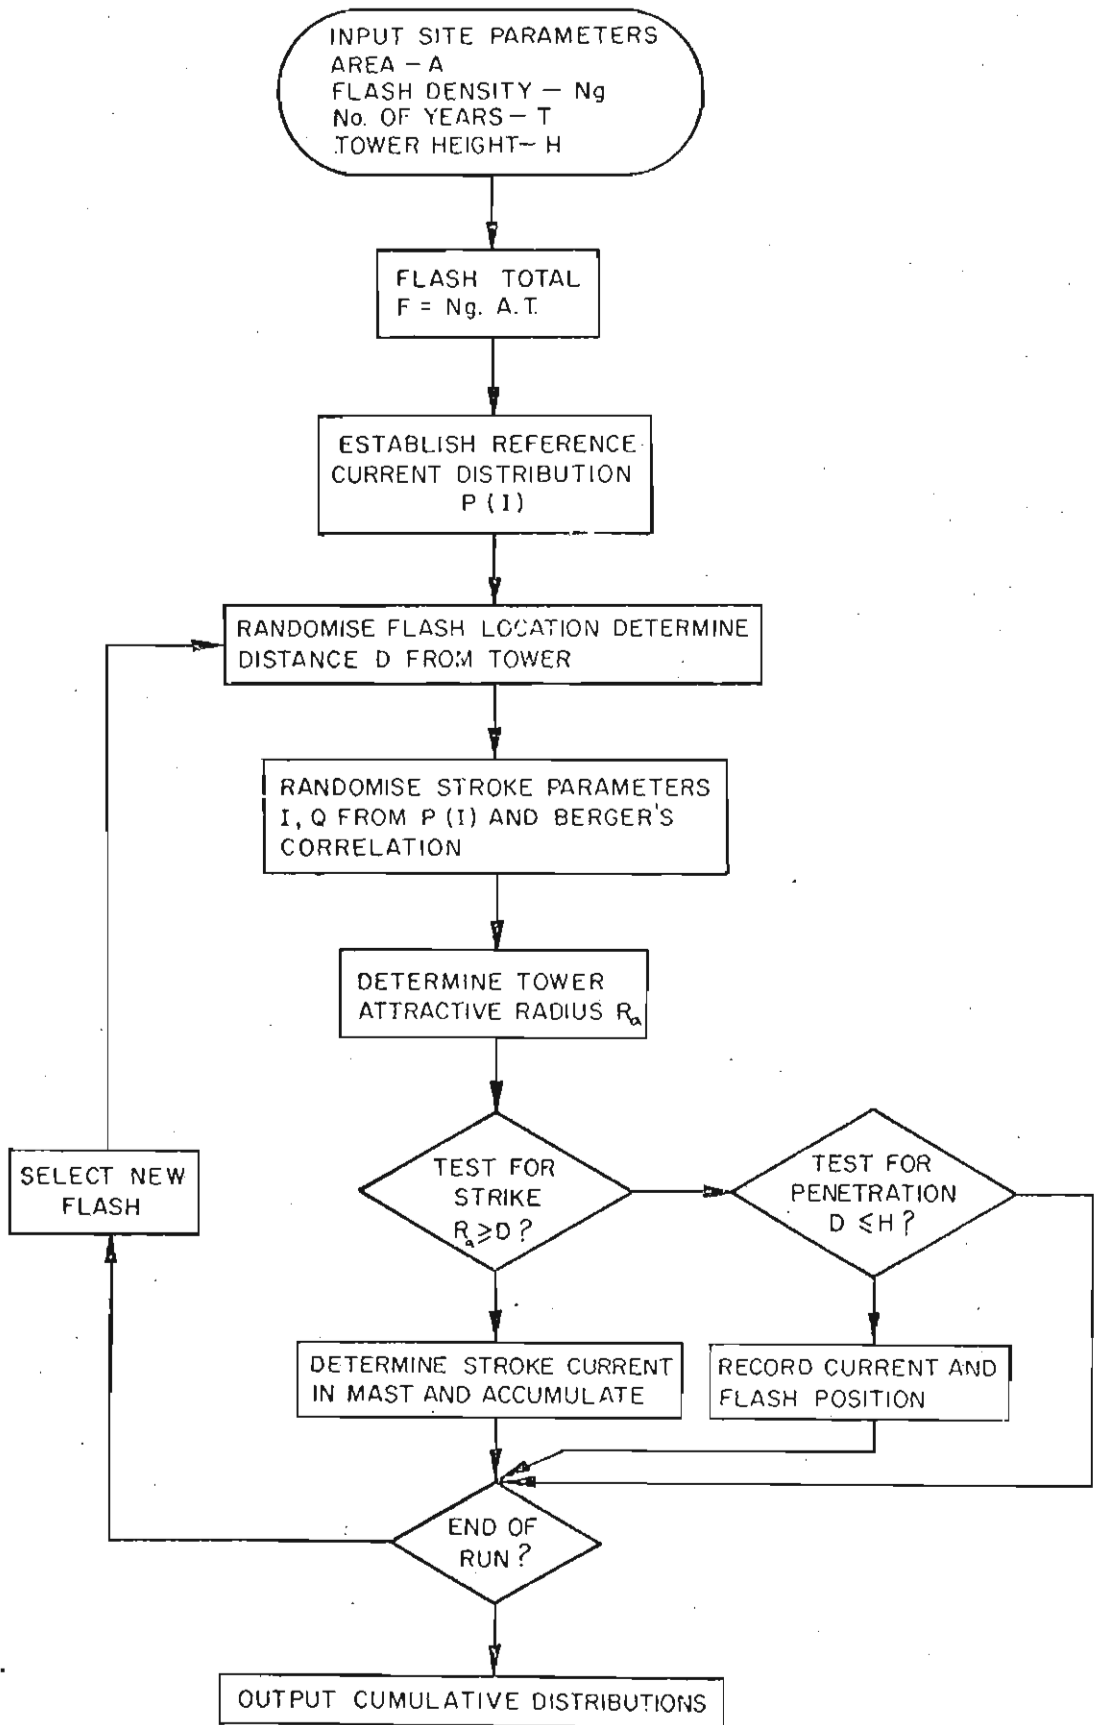 INPUT SITE PARAMETERS
AREA – A
FLASH DENSITY – Ng
No. OF YEARS – T
TOWER HEIGHT – H
FLASH TOTAL
F = Ng. A.T.
ESTABLISH REFERENCE
CURRENT DISTRIBUTION
P (I)
RANDOMISE FLASH LOCATION DETERMINE
DISTANCE D FROM TOWER
RANDOMISE STROKE PARAMETERS
I, Q FROM P (I) AND BERGER'S
CORRELATION
DETERMINE TOWER
ATTRACTIVE RADIUS Ra
TEST FOR
STRIKE
Ra ≥ D ?
TEST FOR
PENETRATION
D ≤ H ?
SELECT NEW
FLASH
DETERMINE STROKE CURRENT
IN MAST AND ACCUMULATE
RECORD CURRENT AND
FLASH POSITION
END OF
RUN ?
OUTPUT CUMULATIVE DISTRIBUTIONS